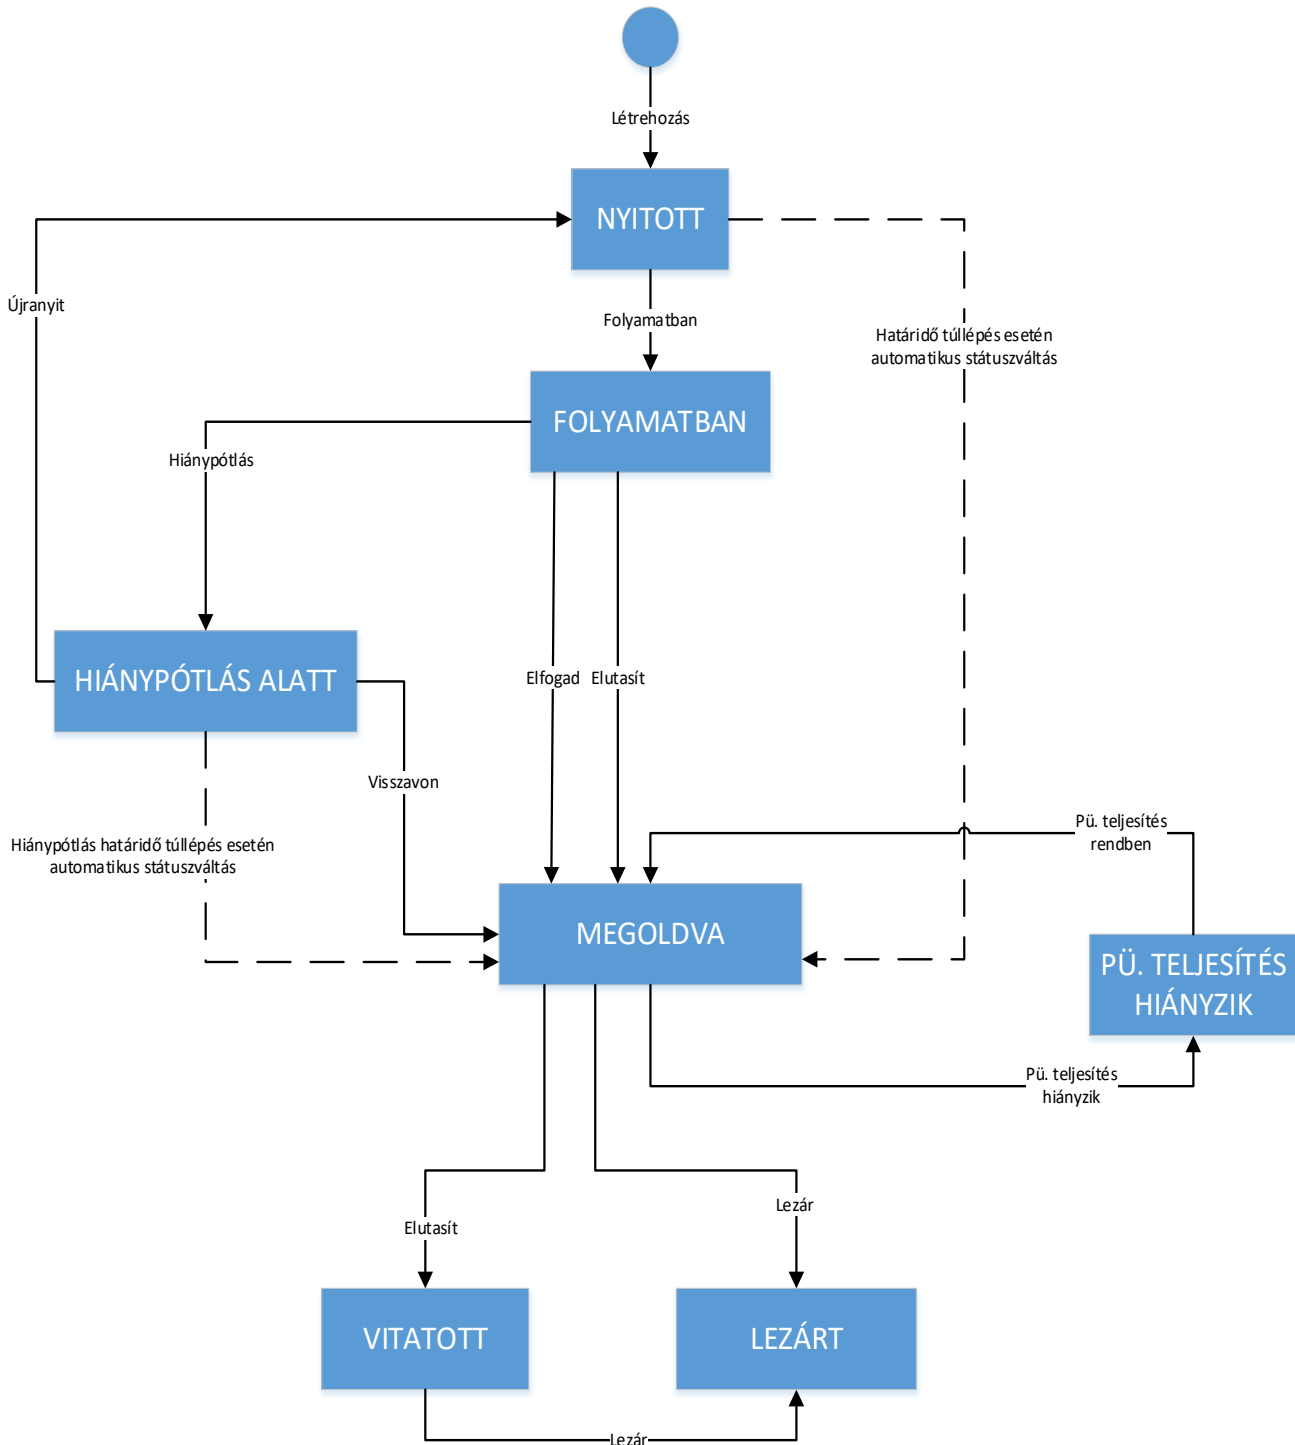 Létrehozás
NYITOTT
Újranyit
Folyamatban
Határidő túllépés esetén
automatikus státuszváltás
FOLYAMATBAN
Hiánypótlás
HIÁNYPÓTLÁS ALATT
Elfogad
Elutasít
Visszavon
Hiánypótlás határidő túllépés esetén
automatikus státuszváltás
Pü. teljesítés
rendben
MEGOLDVA
PÜ. TELJESÍTÉS
HIÁNYZIK
Pü. teljesítés
hiányzik
Elutasít
Lezár
VITATOTT
LEZÁRT
Lezár